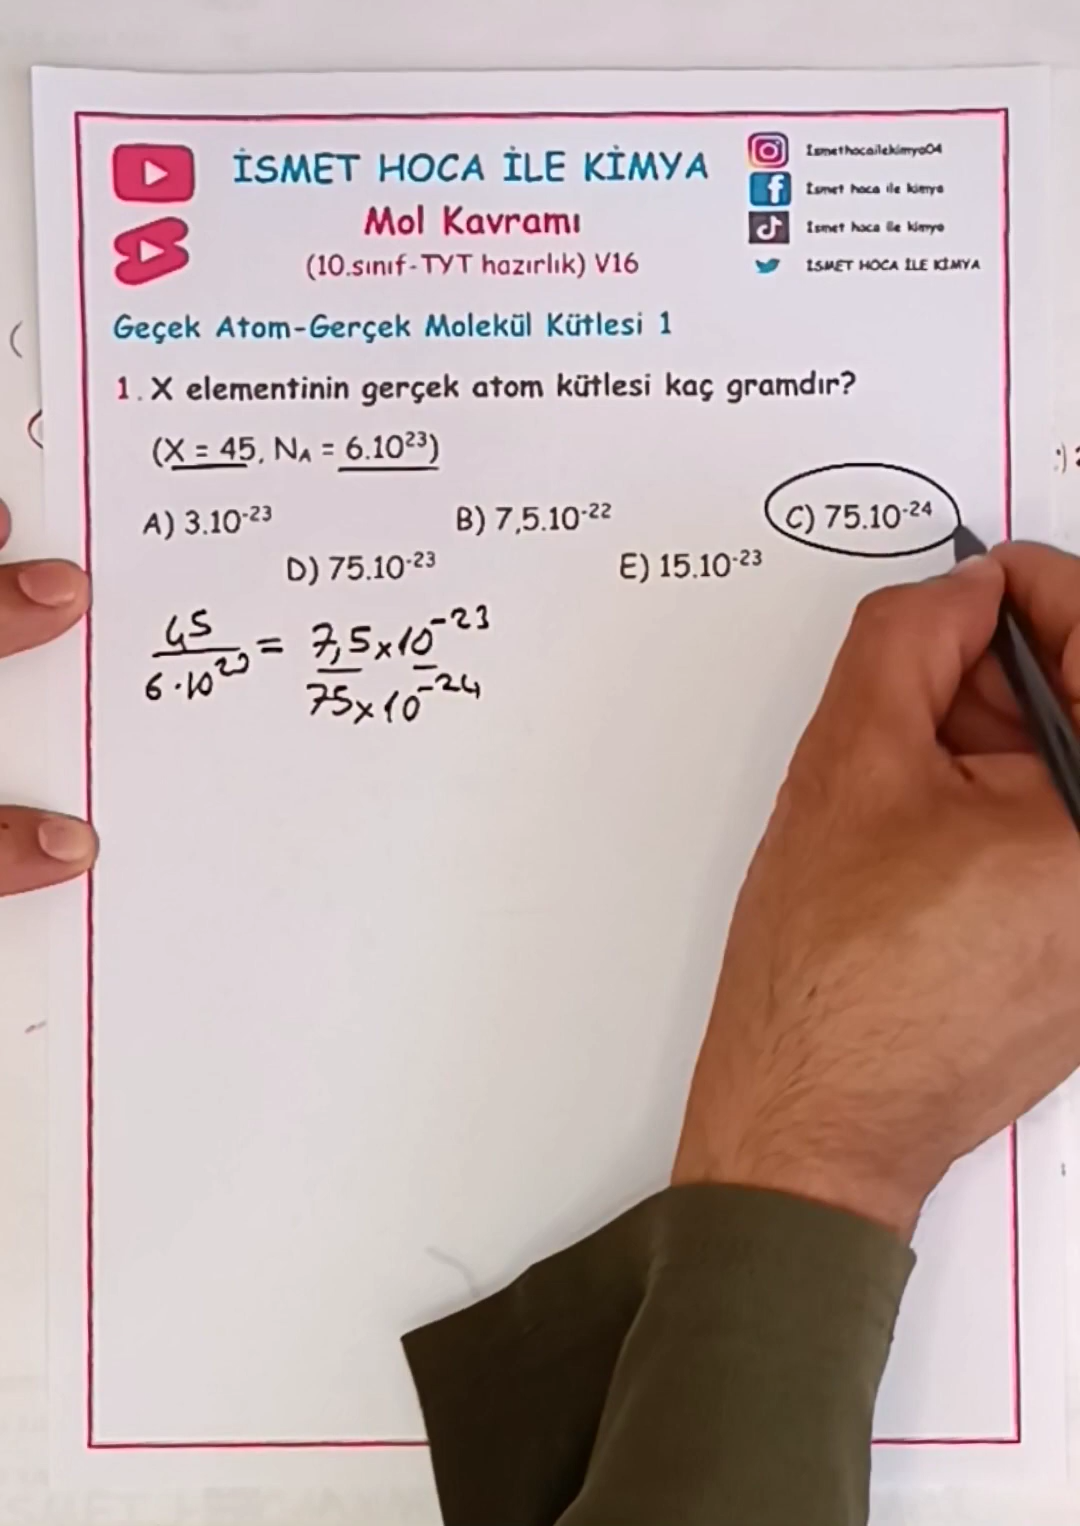 İSMET HOCA İLE KİMYA
Mol Kavramı
(10.sınıf-TYT hazırlık) V16
Ismethocailekimya04
İsmet hoca ile kimya
İsmet hoca ile kimya
İSMET HOCA İLE KİMYA
Geçek Atom-Gerçek Molekül Kütlesi 1
1. X elementinin gerçek atom kütlesi kaç gramdır?
(X = 45, N_A = 6.10²³)
A) 3.10⁻²³ B) 7,5.10⁻²² C) 75.10⁻²⁴
D) 75.10⁻²³ E) 15.10⁻²³
45 / 6·10²³ = 7,5x10⁻²³
75x10⁻²⁴